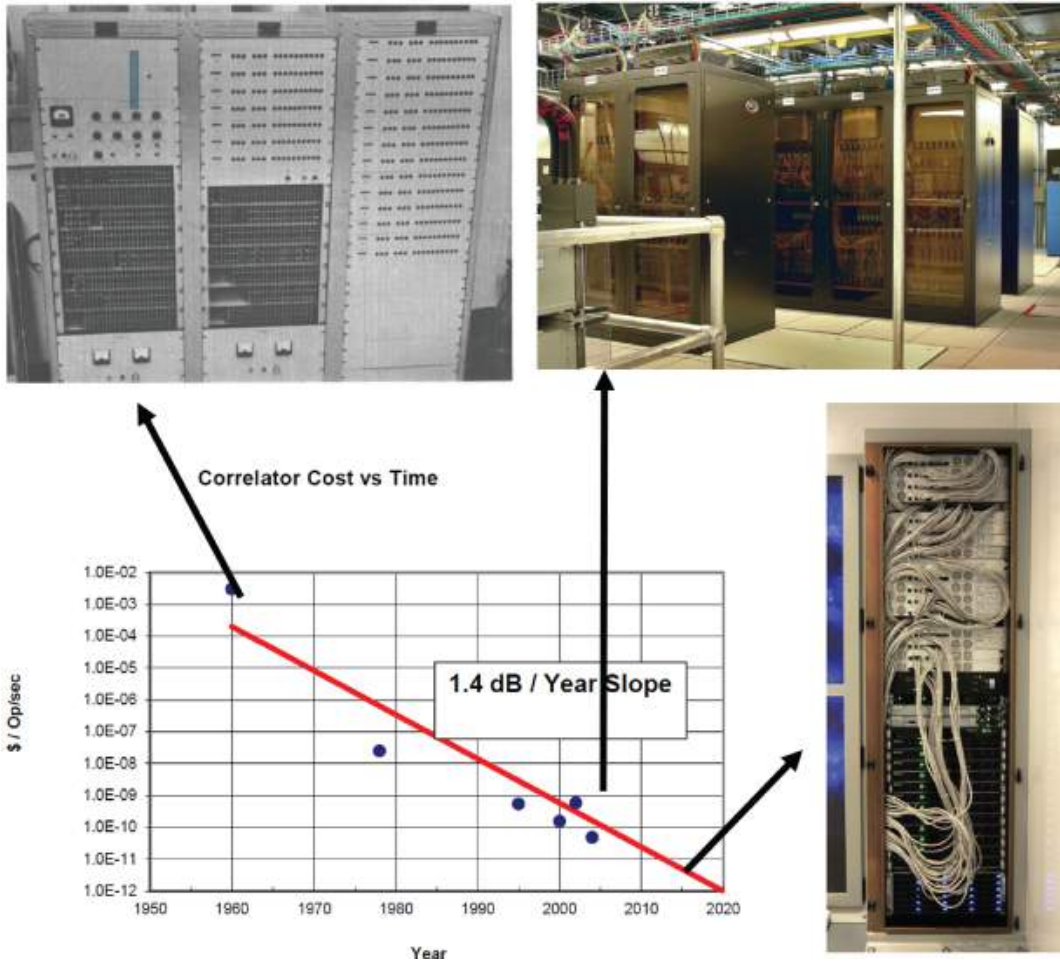 Correlator Cost vs Time
1.0E-02
1.0E-03
1.0E-04
1.0E-05
1.0E-06
1.0E-07
1.0E-08
1.0E-09
1.0E-10
1.0E-11
1.0E-12
$ / Op/sec
1.4 dB / Year Slope
1950 1960 1970 1980 1990 2000 2010 2020
Year